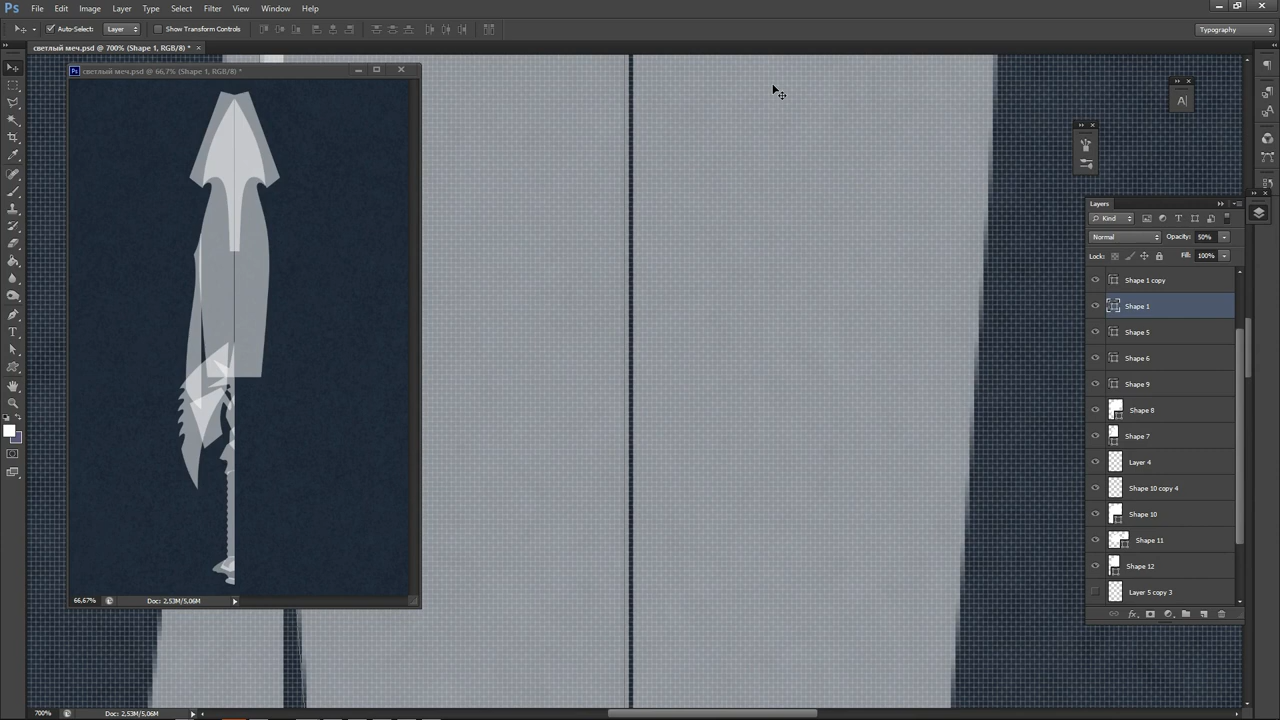 Ps File Edit Image Layer Type Select Filter View Window Help
Auto-Select: Layer Show Transform Controls Typography
светлый меч.psd @ 700% (Shape 1, RGB/8) *
Ps светлый меч.psd @ 66,7% (Shape 1, RGB/8) *
A|
Layers
Kind
Normal Opacity: 50%
Lock: Fill: 100%
Shape 1 copy
Shape 1
Shape 5
Shape 6
Shape 9
Shape 8
Shape 7
Layer 4
Shape 10 copy 4
Shape 10
Shape 11
Shape 12
Layer 5 copy 3
fx
66,67% Doc: 2,53M/5,06M
700% Doc: 2,53M/5,06M